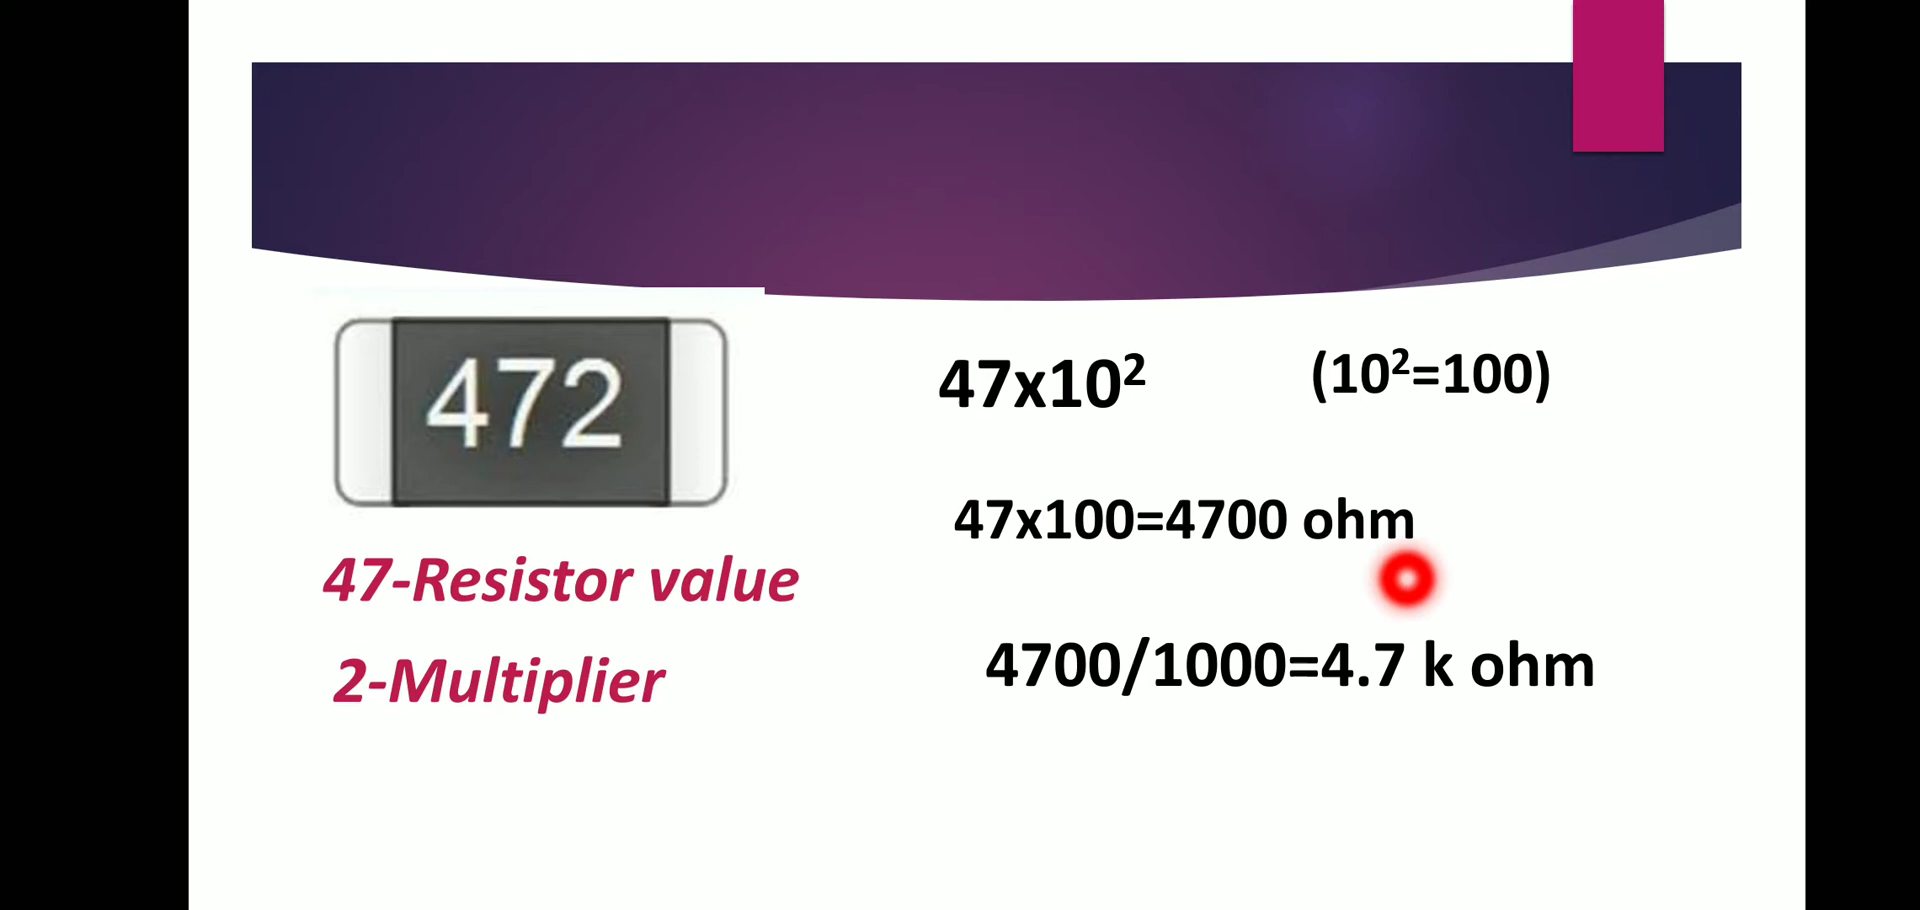 472
47-Resistor value
2-Multiplier
47x10² (10²=100)
47x100=4700 ohm
4700/1000=4.7 k ohm